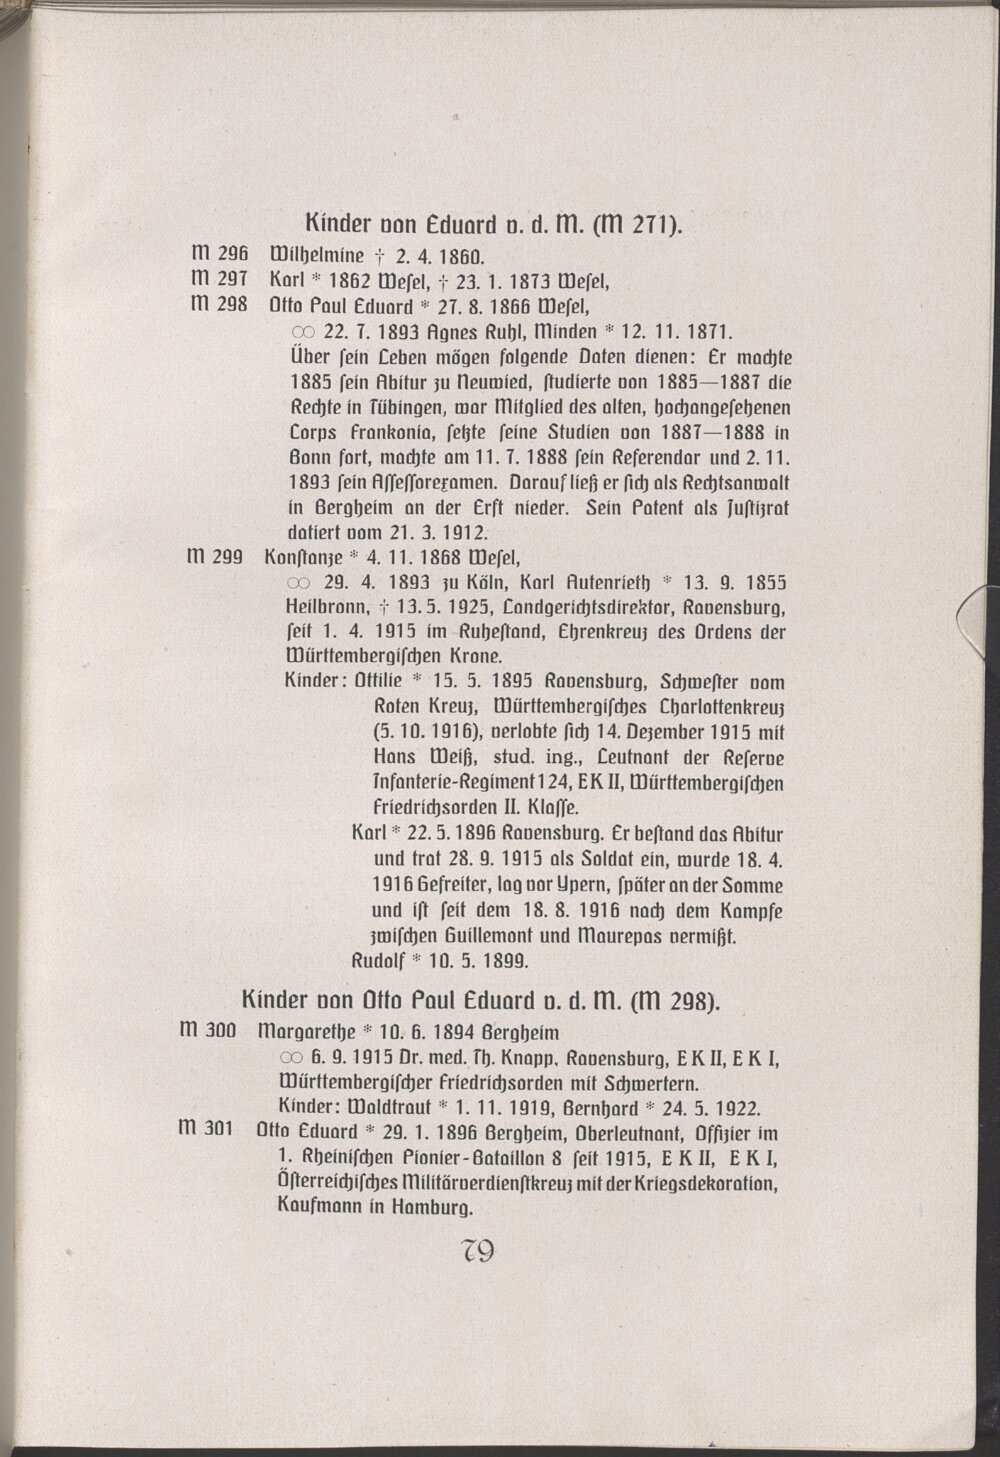 Kinder von Eduard v. d. M. (M 271).
M 296 Wilhelmine † 2. 4. 1860.
M 297 Karl * 1862 Weſel, † 23. 1. 1873 Weſel,
M 298 Otto Paul Eduard * 27. 8. 1866 Weſel,
∞ 22. 7. 1893 Agnes Ruhl, Minden * 12. 11. 1871.
Über ſein Leben mögen folgende Daten dienen: Er machte
1885 ſein Abitur zu Neuwied, ſtudierte von 1885—1887 die
Rechte in Tübingen, war Mitglied des alten, hochangeſehenen
Corps Frankonia, ſetzte ſeine Studien von 1887—1888 in
Bonn fort, machte am 11. 7. 1888 ſein Referendar und 2. 11.
1893 ſein Aſſeſſorexamen. Darauf ließ er ſich als Rechtsanwalt
in Bergheim an der Erft nieder. Sein Patent als Juſtizrat
datiert vom 21. 3. 1912.
M 299 Konſtanze * 4. 11. 1868 Weſel,
∞ 29. 4. 1893 zu Köln, Karl Autenrieth * 13. 9. 1855
Heilbronn, † 13. 5. 1925, Landgerichtsdirektor, Ravensburg,
ſeit 1. 4. 1915 im Ruheſtand, Ehrenkreuz des Ordens der
Württembergiſchen Krone.
Kinder: Ottilie * 15. 5. 1895 Ravensburg, Schweſter vom
Roten Kreuz, Württembergiſches Charlottenkreuz
(5. 10. 1916), verlobte ſich 14. Dezember 1915 mit
Hans Weiß, stud. ing., Leutnant der Reſerve
Infanterie-Regiment 124, E K II, Württembergiſchen
Friedrichsorden II. Klaſſe.
Karl * 22. 5. 1896 Ravensburg. Er beſtand das Abitur
und trat 28. 9. 1915 als Soldat ein, wurde 18. 4.
1916 Gefreiter, lag vor Ypern, ſpäter an der Somme
und iſt ſeit dem 18. 8. 1916 nach dem Kampfe
zwiſchen Guillemont und Maurepas vermißt.
Rudolf * 10. 5. 1899.
Kinder von Otto Paul Eduard v. d. M. (M 298).
M 300 Margarethe * 10. 6. 1894 Bergheim
∞ 6. 9. 1915 Dr. med. Th. Knapp, Ravensburg, E K II, E K I,
Württembergiſcher Friedrichsorden mit Schwertern.
Kinder: Waldtraut * 1. 11. 1919, Bernhard * 24. 5. 1922.
M 301 Otto Eduard * 29. 1. 1896 Bergheim, Oberleutnant, Offizier im
1. Rheiniſchen Pionier-Bataillon 8 ſeit 1915, E K II, E K I,
Öſterreichiſches Militärverdienſtkreuz mit der Kriegsdekoration,
Kaufmann in Hamburg.
79